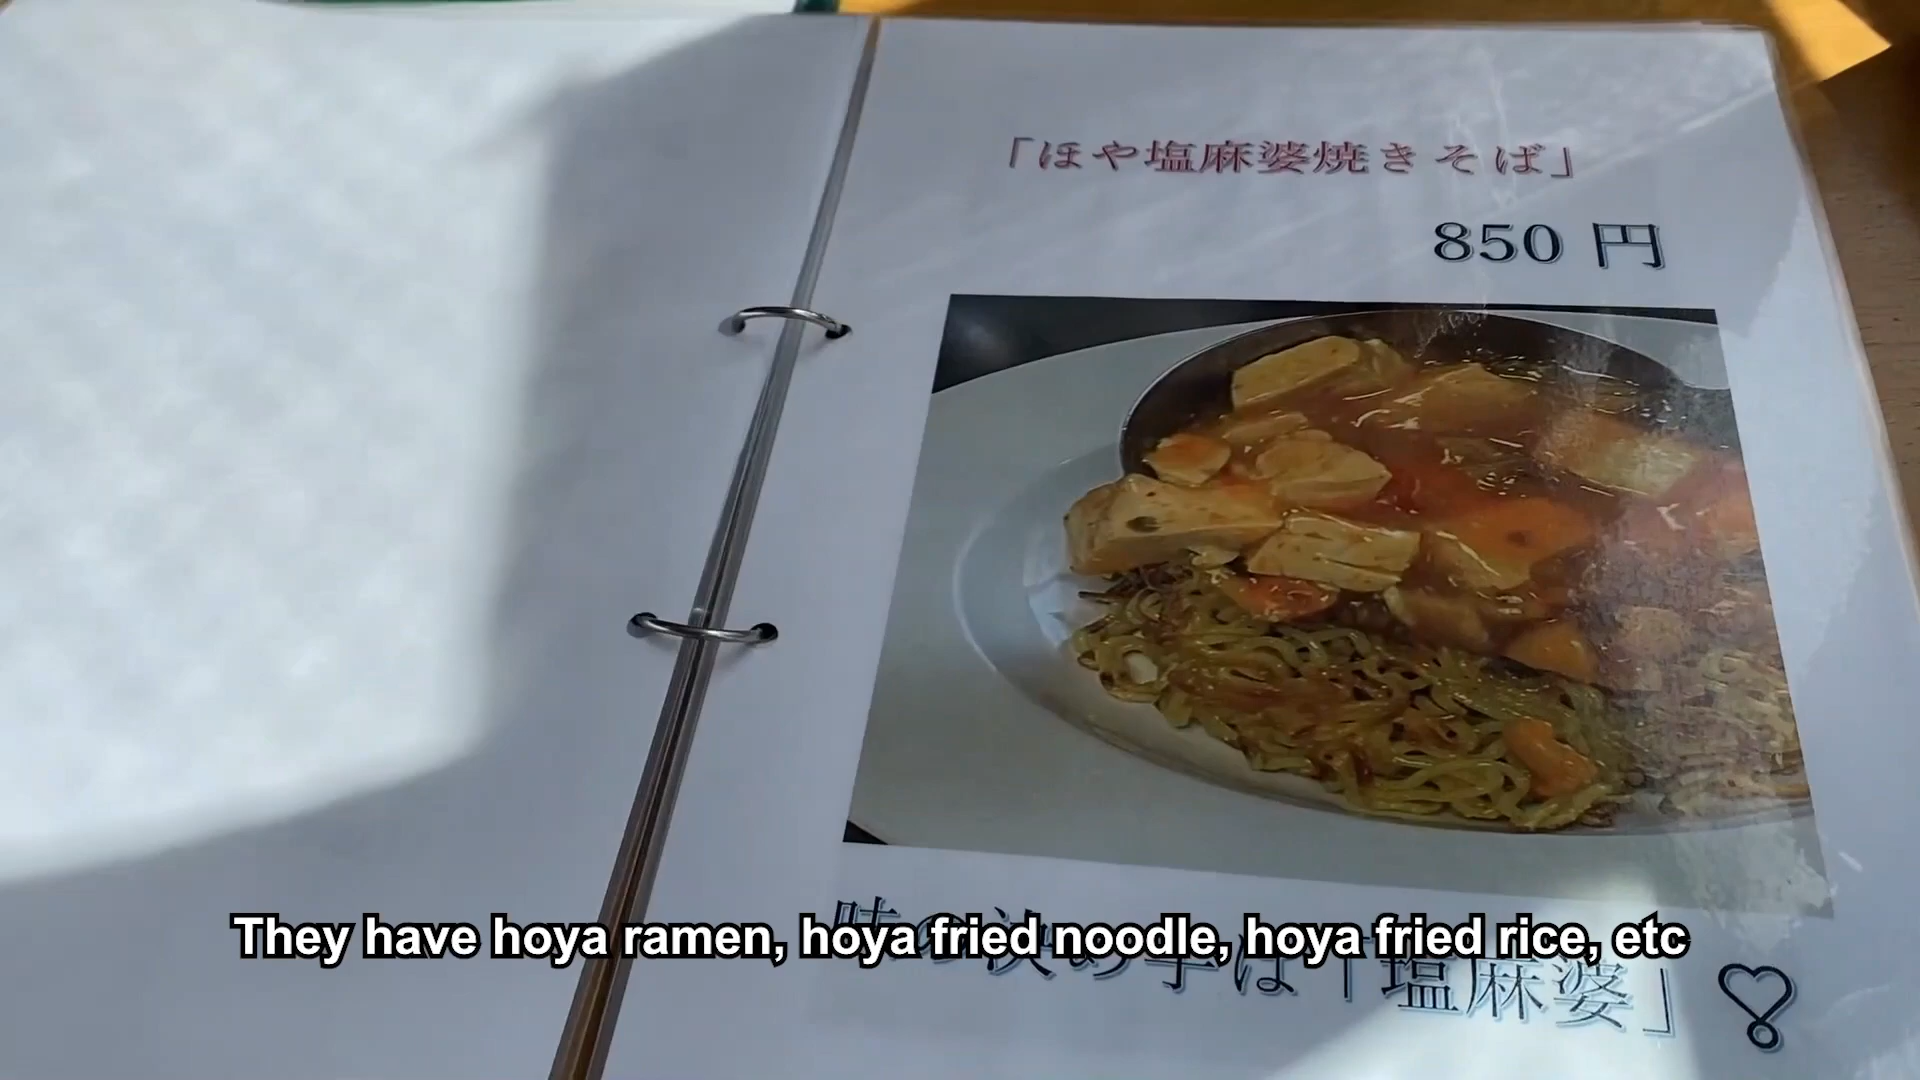 「ほや塩麻婆焼きそば」
850 円
味の決め手は「塩麻婆」
They have hoya ramen, hoya fried noodle, hoya fried rice, etc